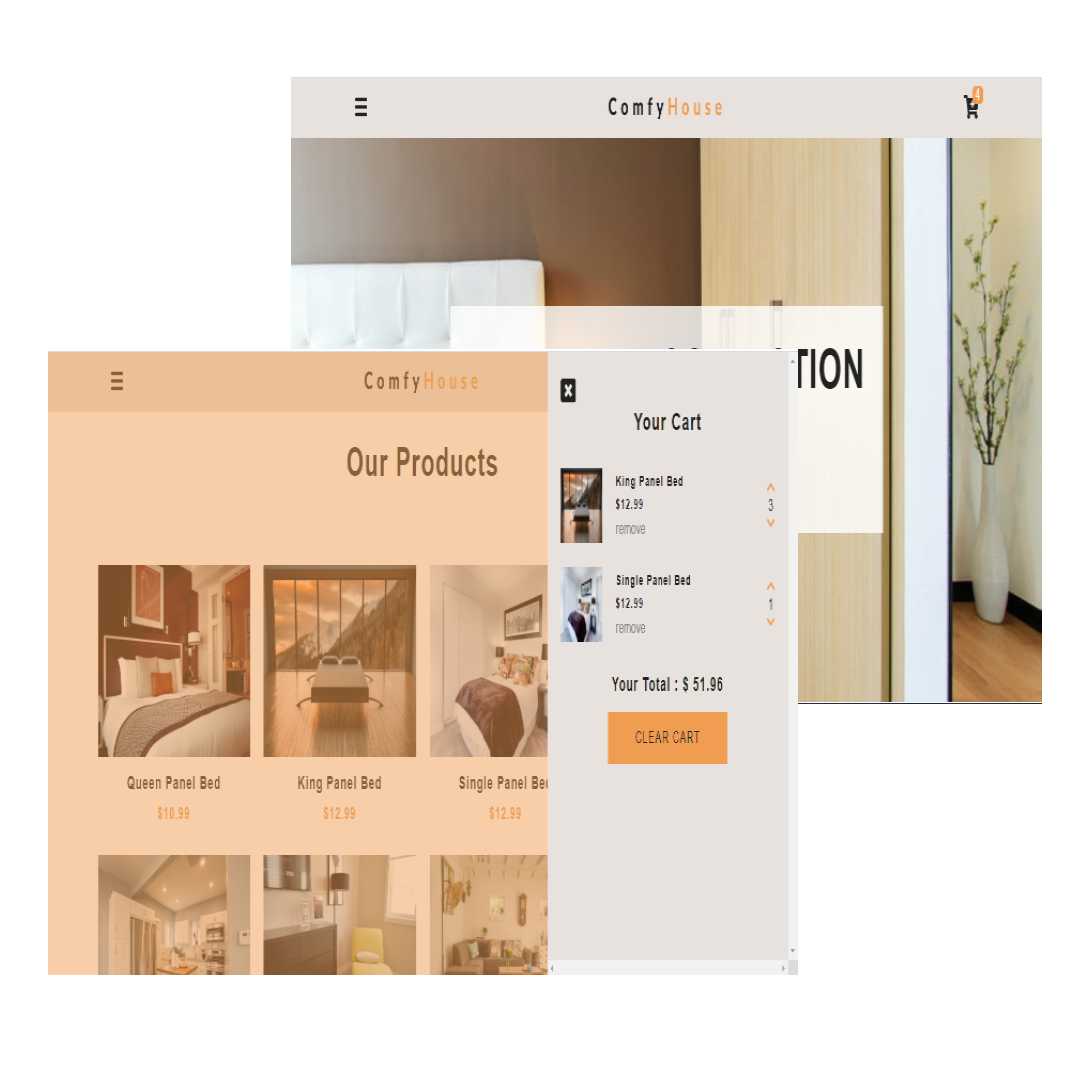 ComfyHouse
4
TION
ComfyHouse
Our Products
Queen Panel Bed
$10.99
King Panel Bed
$12.99
Single Panel Bed
$12.99
Your Cart
King Panel Bed
$12.99
remove
3
Single Panel Bed
$12.99
remove
1
Your Total : $ 51.96
CLEAR CART